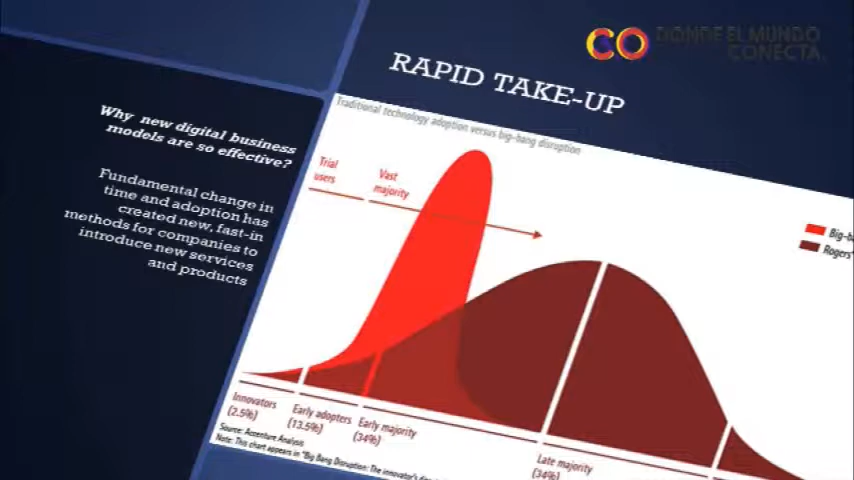 CO DONDE EL MUNDO
CONECTA.
RAPID TAKE-UP
Why new digital business
models are so effective?
Fundamental change in
time and adoption has
created new, fast-in
methods for companies to
introduce new services
and products
Traditional technology adoption versus big-bang disruption
Trial
users
Vast
majority
Big-ba
Rogers'
Innovators
(2.5%)
Early adopters
(13.5%)
Early majority
(34%)
Late majority
(34%)
Source: Accenture Analysis
Note: This chart appears in "Big Bang Disruption: The innovator's